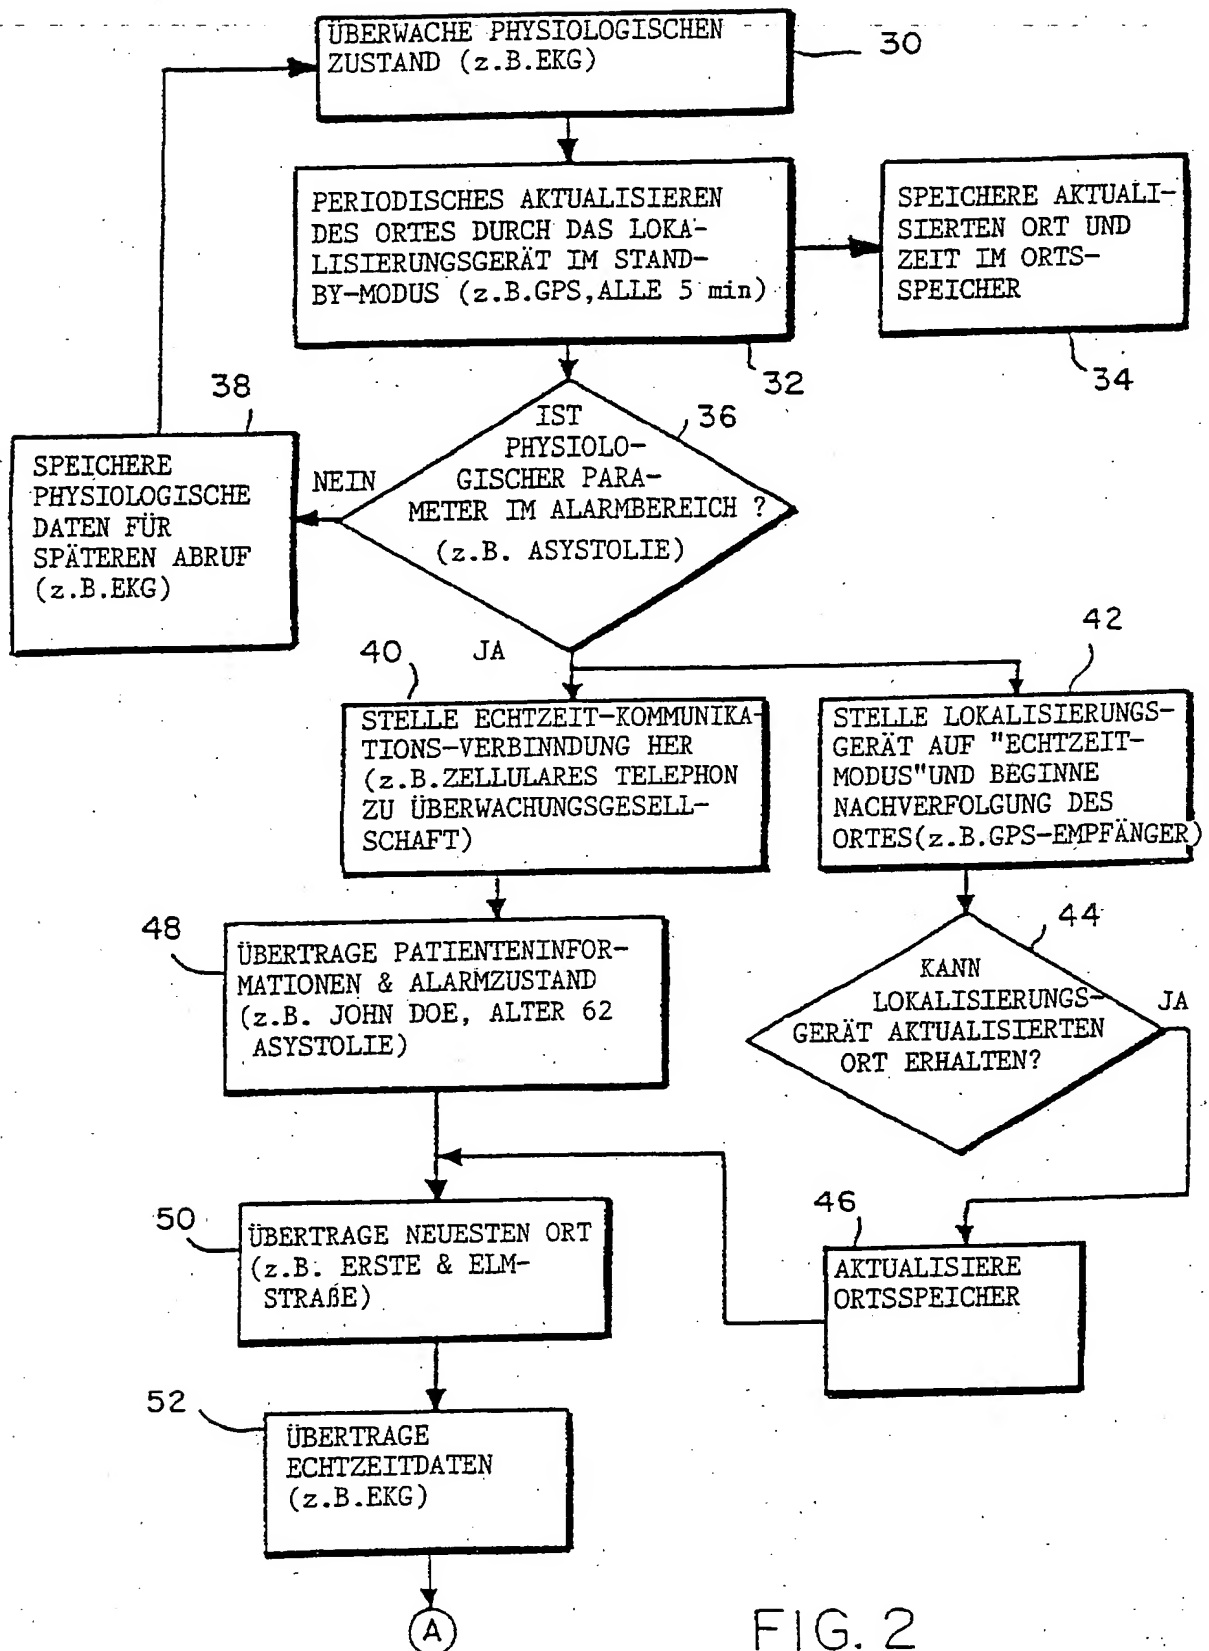 ÜBERWACHE PHYSIOLOGISCHEN
ZUSTAND (z.B.EKG)
30
PERIODISCHES AKTUALISIEREN
DES ORTES DURCH DAS LOKA-
LISIERUNGSGERÄT IM STAND-
BY-MODUS (z.B.GPS,ALLE 5 min)
32
SPEICHERE AKTUALI-
SIERTEN ORT UND
ZEIT IM ORTS-
SPEICHER
34
38
SPEICHERE
PHYSIOLOGISCHE
DATEN FÜR
SPÄTEREN ABRUF
(z.B.EKG)
NEIN
36
IST
PHYSIOLO-
GISCHER PARA-
METER IM ALARMBEREICH ?
(z.B. ASYSTOLIE)
JA
40
STELLE ECHTZEIT-KOMMUNIKA-
TIONS-VERBINNDUNG HER
(z.B.ZELLULARES TELEPHON
ZU ÜBERWACHUNGSGESELL-
SCHAFT)
42
STELLE LOKALISIERUNGS-
GERÄT AUF "ECHTZEIT-
MODUS"UND BEGINNE
NACHVERFOLGUNG DES
ORTES(z.B.GPS-EMPFÄNGER)
48
ÜBERTRAGE PATIENTENINFOR-
MATIONEN & ALARMZUSTAND
(z.B. JOHN DOE, ALTER 62
ASYSTOLIE)
44
KANN
LOKALISIERUNGS-
GERÄT AKTUALISIERTEN
ORT ERHALTEN?
JA
46
AKTUALISIERE
ORTSSPEICHER
50
ÜBERTRAGE NEUESTEN ORT
(z.B. ERSTE & ELM-
STRAßE)
52
ÜBERTRAGE
ECHTZEITDATEN
(z.B.EKG)
A
FIG. 2